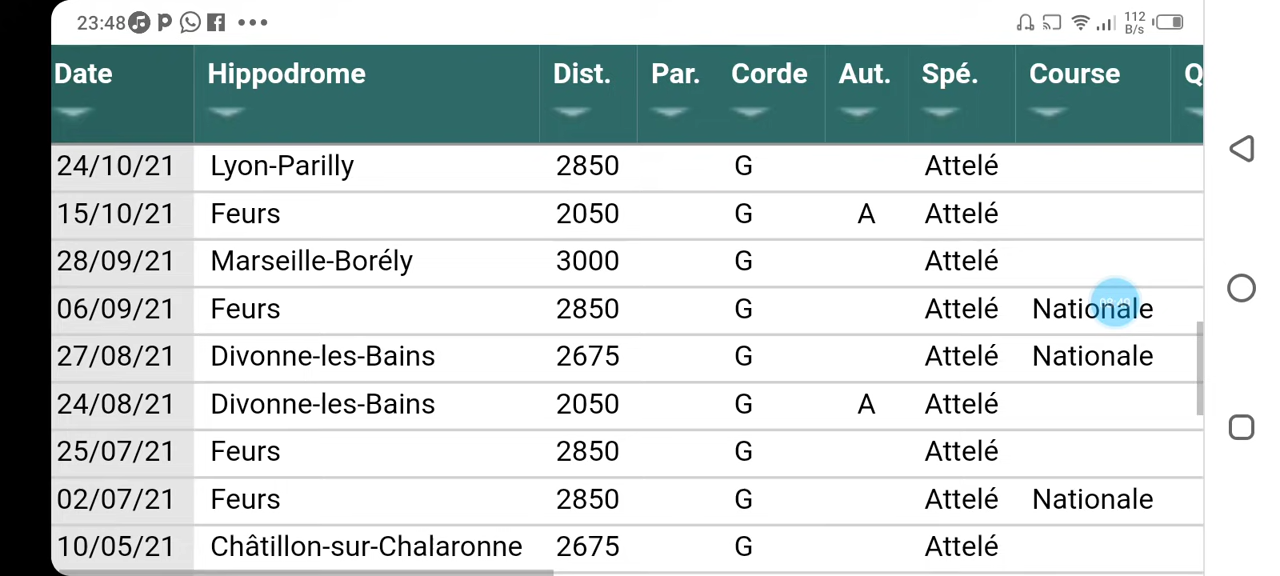 23:48 112 B/s
Date Hippodrome Dist. Par. Corde Aut. Spé. Course Q
24/10/21 Lyon-Parilly 2850 G Attelé
15/10/21 Feurs 2050 G A Attelé
28/09/21 Marseille-Borély 3000 G Attelé
06/09/21 Feurs 2850 G Attelé Nationale
27/08/21 Divonne-les-Bains 2675 G Attelé Nationale
24/08/21 Divonne-les-Bains 2050 G A Attelé
25/07/21 Feurs 2850 G Attelé
02/07/21 Feurs 2850 G Attelé Nationale
10/05/21 Châtillon-sur-Chalaronne 2675 G Attelé